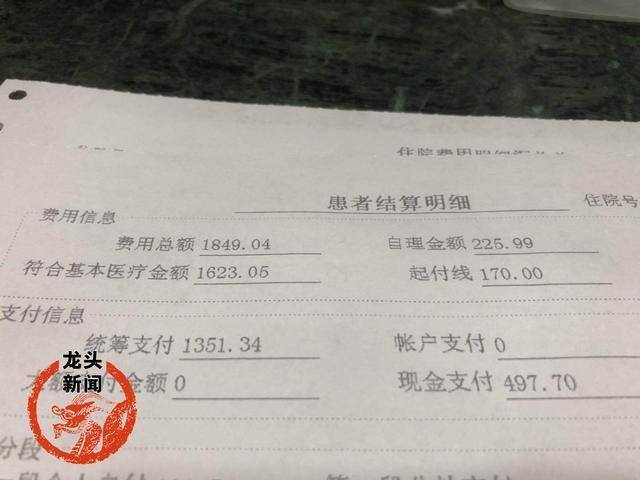 患者结算明细 住院号
费用信息
费用总额 1849.04 自理金额 225.99
符合基本医疗金额 1623.05 起付线 170.00
支付信息
统筹支付 1351.34 帐户支付 0
付金额 0 现金支付 497.70
龙头
新闻
分段